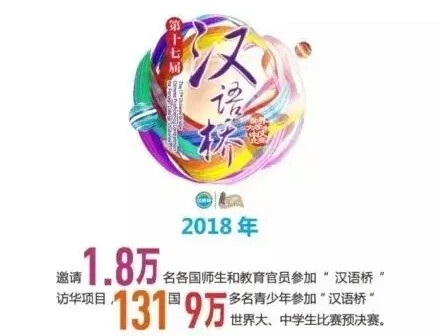 第十七届
汉语桥
2018 年
邀请1.8万名各国师生和教育官员参加“汉语桥”
访华项目，131国9万多名青少年参加“汉语桥”
世界大、中学生比赛预决赛。